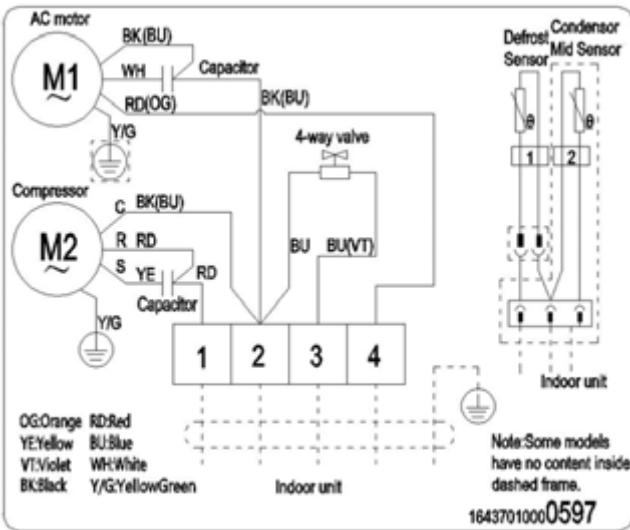 AC motor
M1
~
BK(BU)
WH
Capacitor
RD(OG)
BK(BU)
Y/G
4-way valve
Compressor
M2
~
C BK(BU)
R RD
S YE
RD
Capacitor
Y/G
BU
BU(VT)
1 2 3 4
Defrost
Sensor
Condensor
Mid Sensor
θ
θ
1 2
Indoor unit
OG:Orange RD:Red
YE:Yellow BU:Blue
VT:Violet WH:White
BK:Black Y/G:YellowGreen
Indoor unit
Note:Some models
have no content inside
dashed frame.
16437010000597